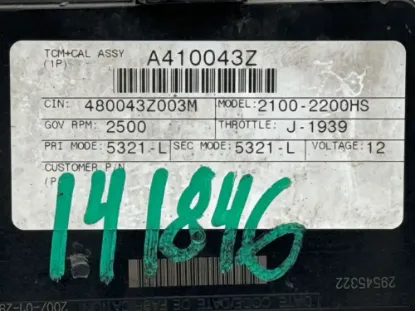 TCM+CAL ASSY
(1P) A410043Z
CIN: 480043Z003M MODEL: 2100-2200HS
GOV RPM: 2500 THROTTLE: J-1939
PRI MODE: 5321-L SEC MODE: 5321-L VOLTAGE: 12
CUSTOMER P/N
(P
141846
29545322